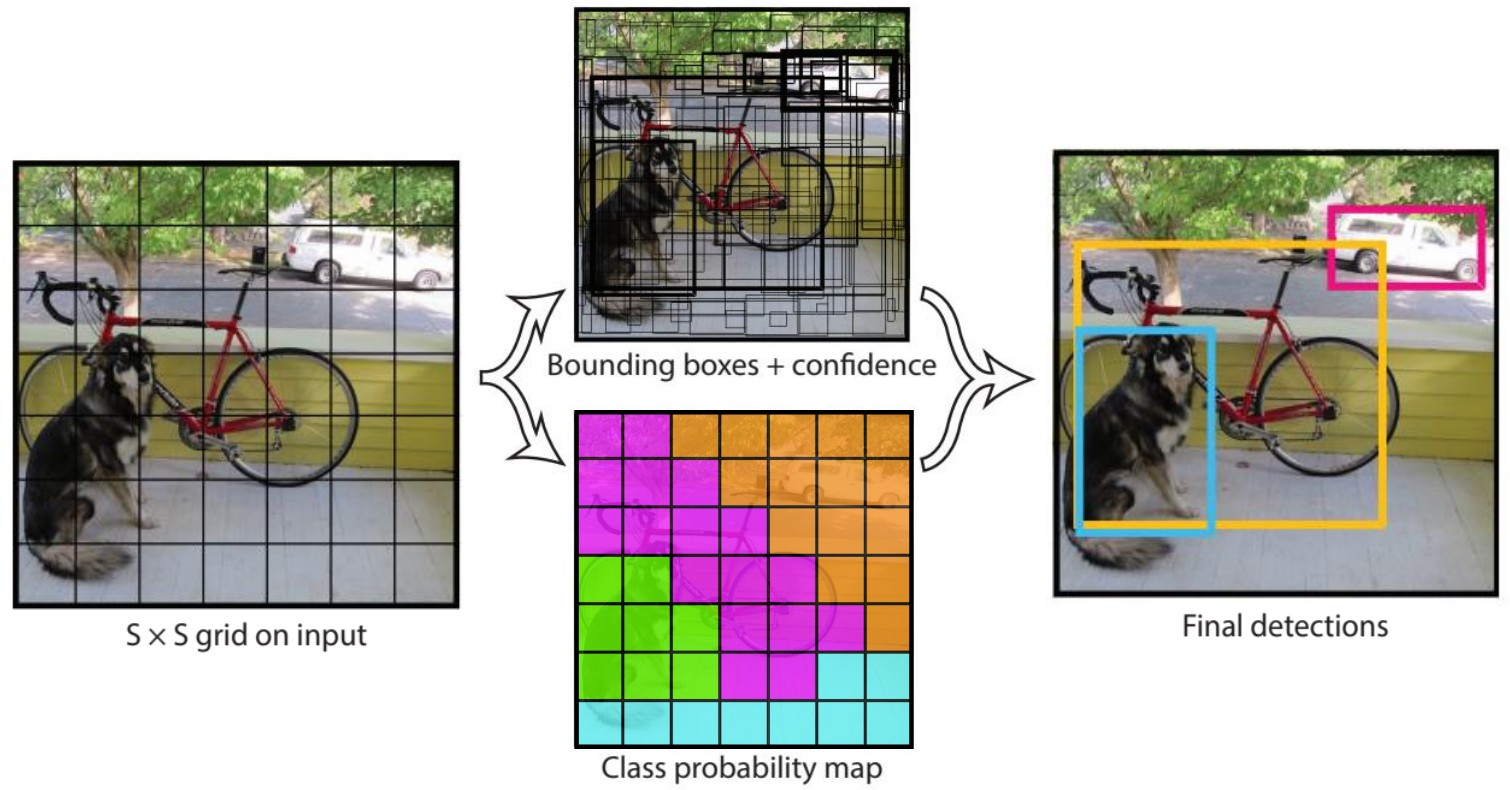 S × S grid on input
Bounding boxes + confidence
Class probability map
Final detections